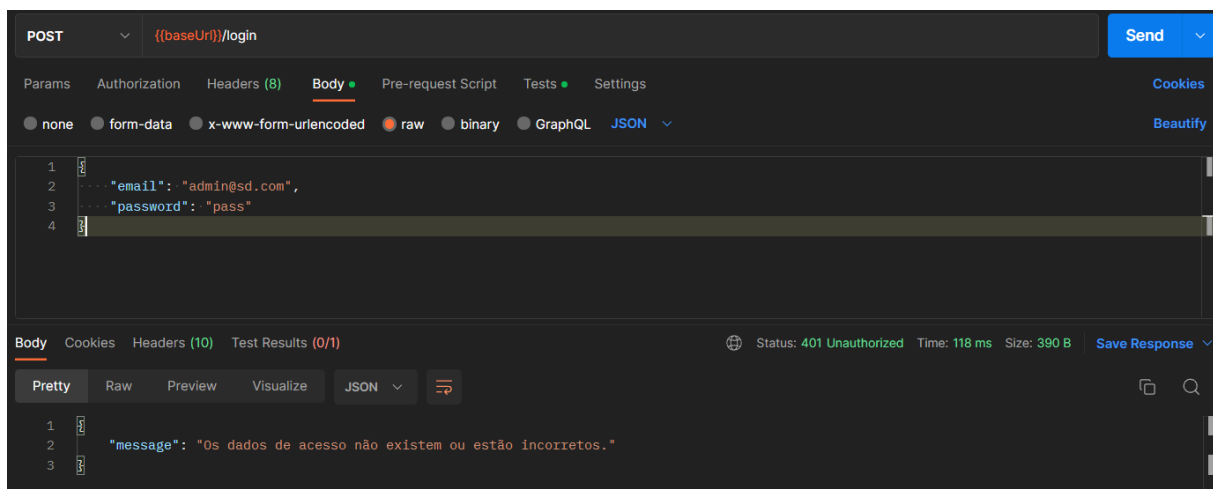 POST {{baseUrl}}/login Send
Params Authorization Headers (8) Body Pre-request Script Tests Settings Cookies
none form-data x-www-form-urlencoded raw binary GraphQL JSON Beautify
1 {
2 ····"email":·"admin@sd.com",
3 ····"password":·"pass"
4 }
Body Cookies Headers (10) Test Results (0/1) Status: 401 Unauthorized Time: 118 ms Size: 390 B Save Response
Pretty Raw Preview Visualize JSON
1 {
2 "message": "Os dados de acesso não existem ou estão incorretos."
3 }